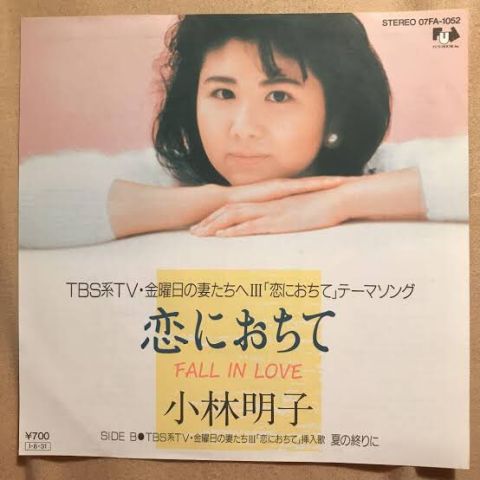 STEREO 07FA-1052
TBS系TV・金曜日の妻たちへIII「恋におちて」テーマソング
恋におちて
FALL IN LOVE
小林明子
¥700
SIDE B●TBS系TV・金曜日の妻たちIII「恋におちて」挿入歌 夏の終りに